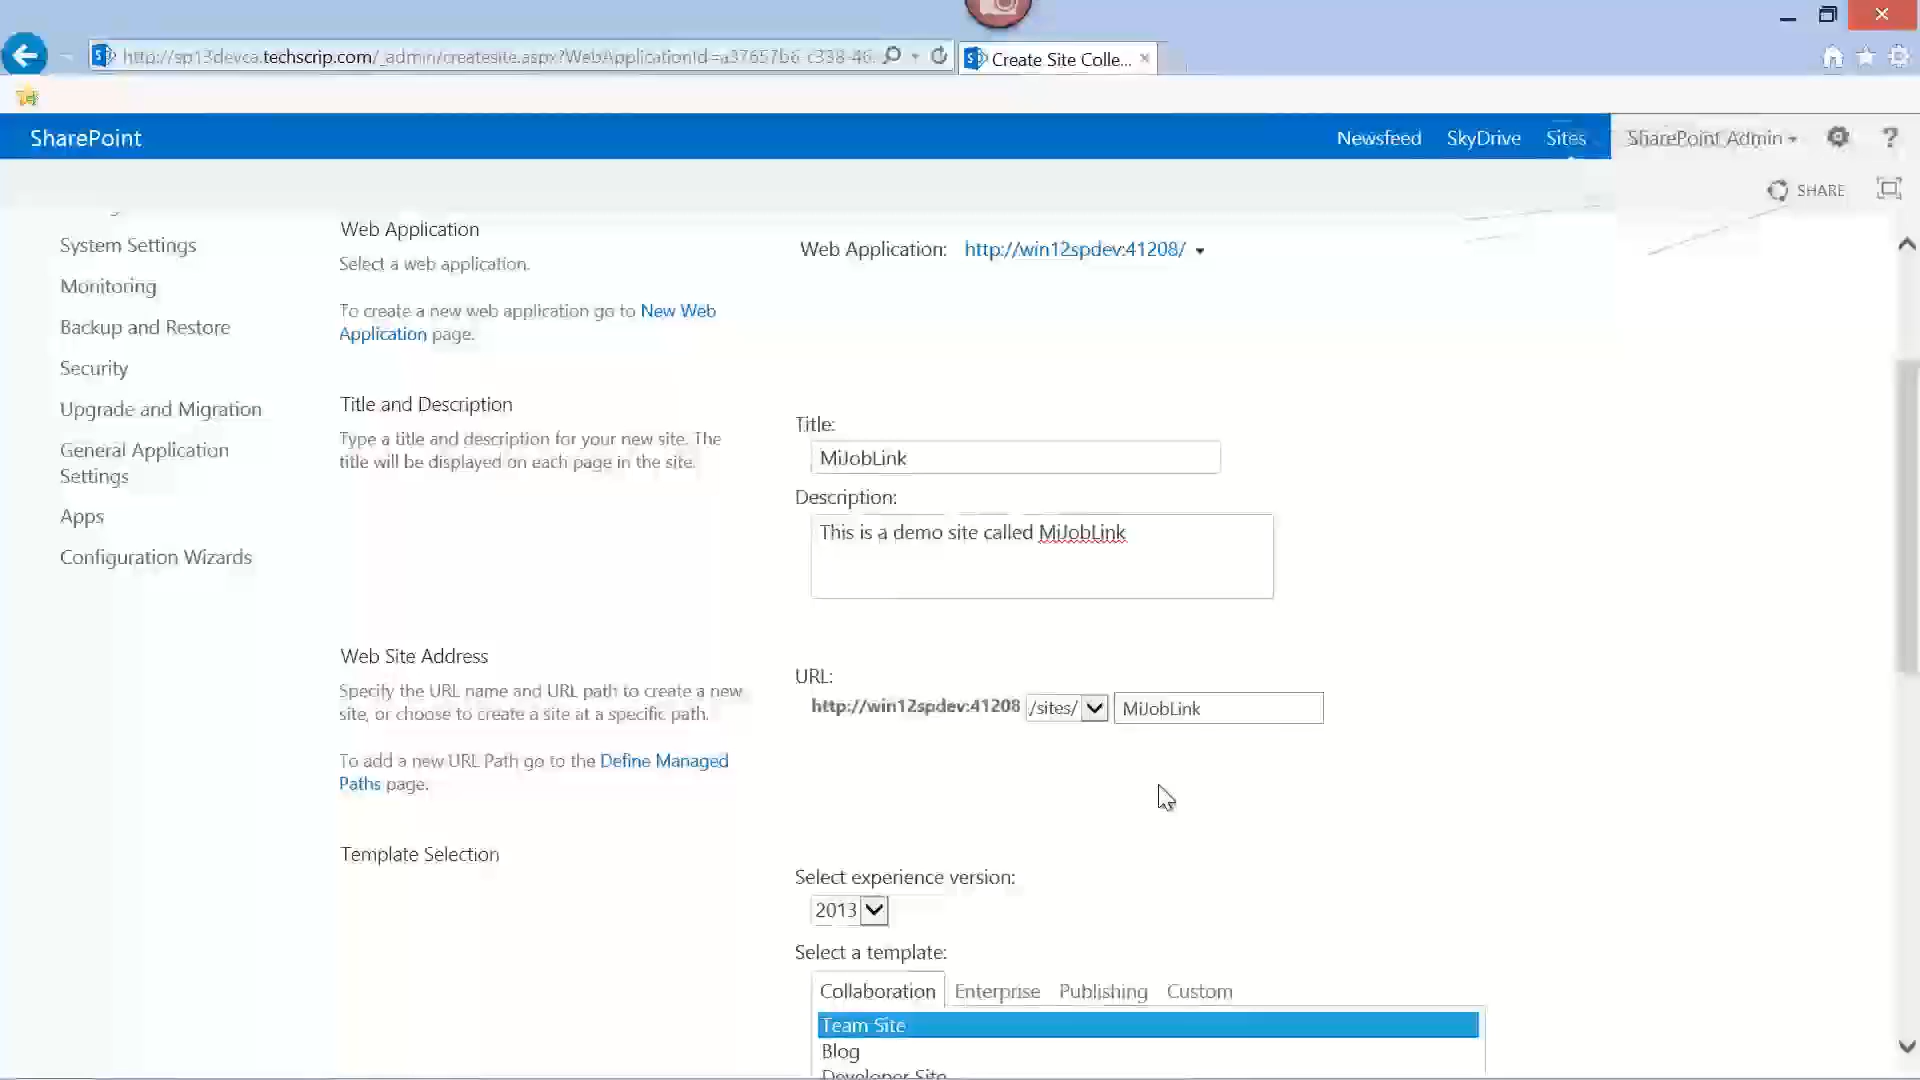 http://sp13devca.techscrip.com/_admin/createsite.aspx?WebApplicationId=a37657b6 c338-46
Create Site Colle...
SharePoint
Newsfeed SkyDrive Sites SharePoint Admin ?
SHARE
System Settings
Monitoring
Backup and Restore
Security
Upgrade and Migration
General Application
Settings
Apps
Configuration Wizards
Web Application
Select a web application.
To create a new web application go to New Web
Application page.
Web Application: http://win12spdev:41208/
Title and Description
Type a title and description for your new site. The
title will be displayed on each page in the site.
Title:
MiJobLink
Description:
This is a demo site called MiJobLink
Web Site Address
Specify the URL name and URL path to create a new
site, or choose to create a site at a specific path.
To add a new URL Path go to the Define Managed
Paths page.
URL:
http://win12spdev:41208 /sites/ MiJobLink
Template Selection
Select experience version:
2013
Select a template:
Collaboration Enterprise Publishing Custom
Team Site
Blog
Developer Site